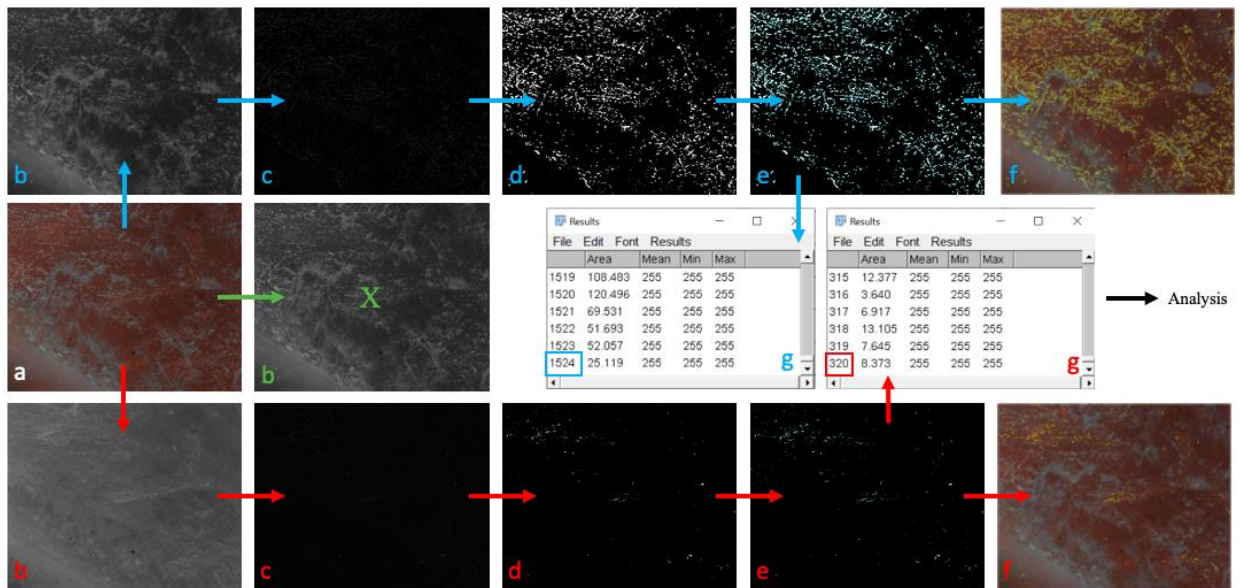 b
c
d
e
f
a
b
X
Results
File Edit Font Results
Area Mean Min Max
1519 108.483 255 255 255
1520 120.496 255 255 255
1521 69.531 255 255 255
1522 51.693 255 255 255
1523 52.057 255 255 255
1524 25.119 255 255 255
g
Results
File Edit Font Results
Area Mean Min Max
315 12.377 255 255 255
316 3.640 255 255 255
317 6.917 255 255 255
318 13.105 255 255 255
319 7.645 255 255 255
320 8.373 255 255 255
g
Analysis
b
c
d
e
f